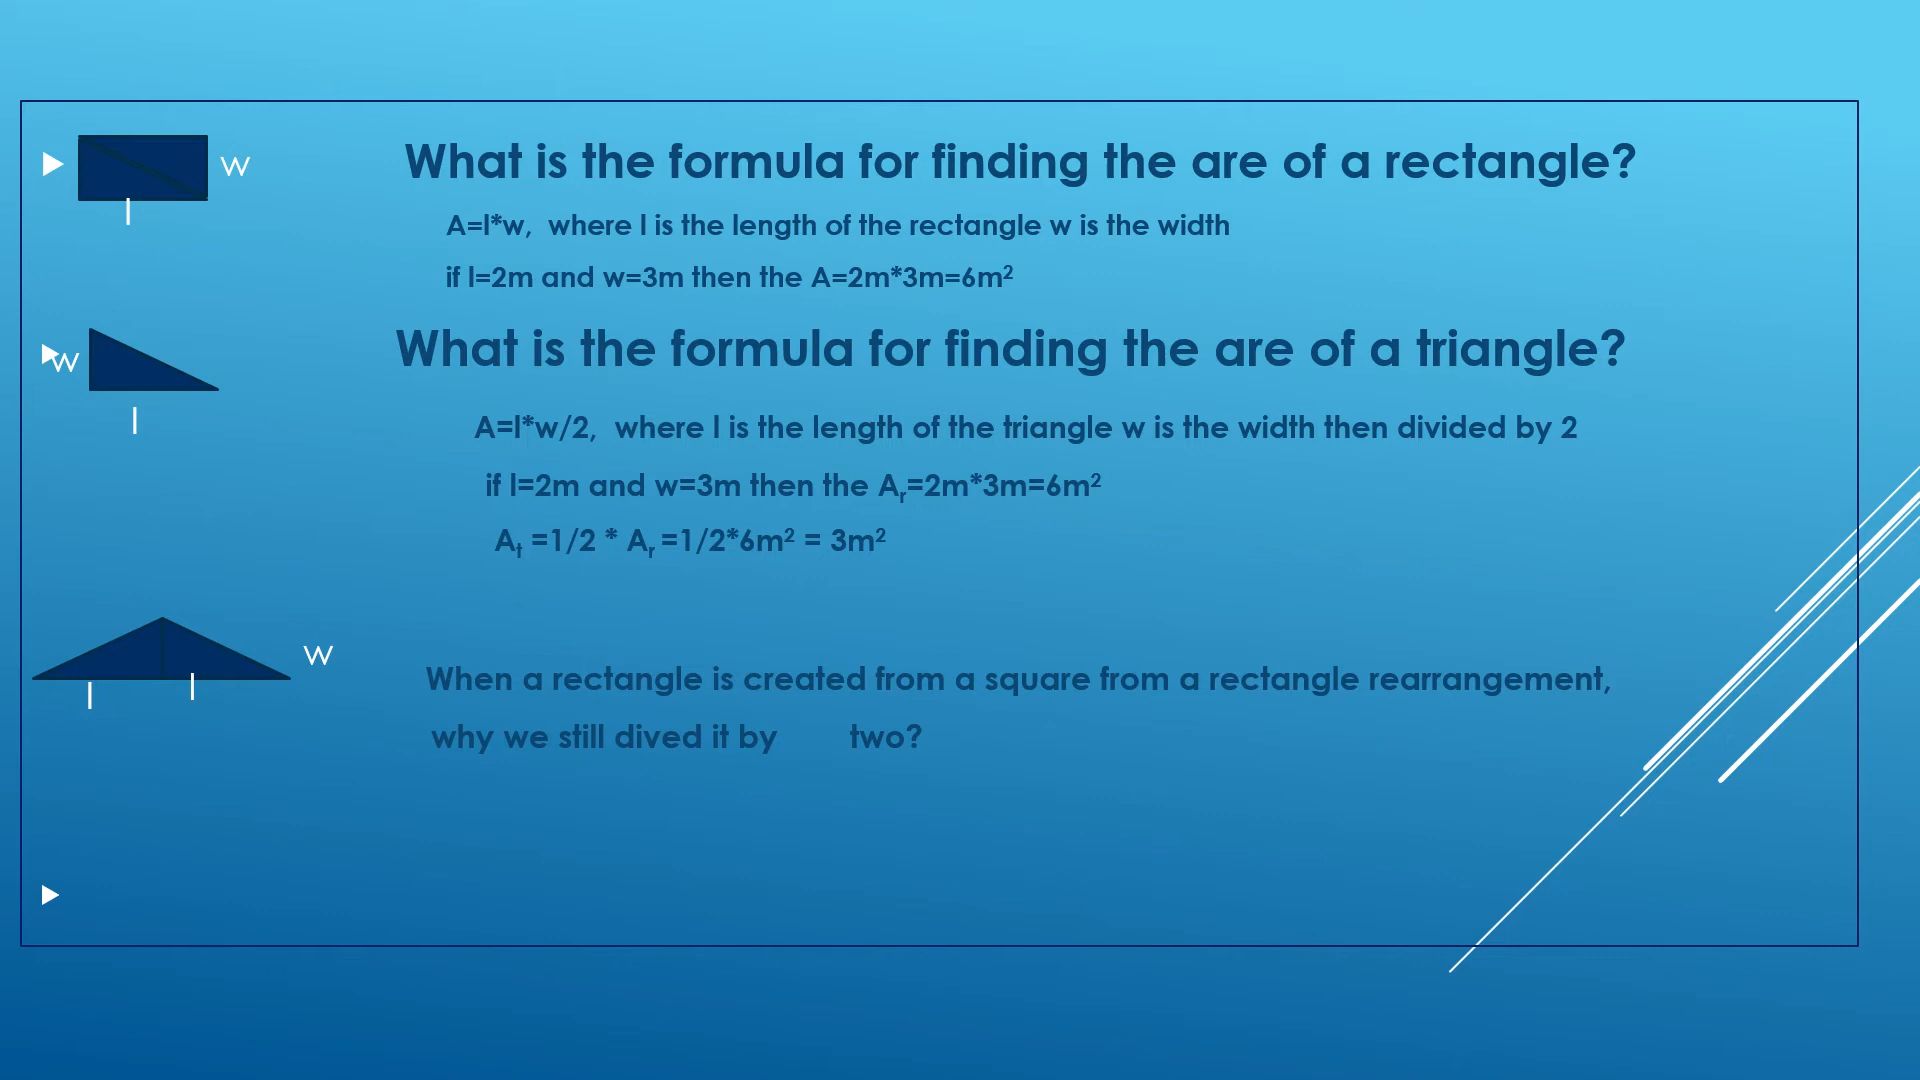 W
l
What is the formula for finding the are of a rectangle?
A=l*w, where l is the length of the rectangle w is the width
if l=2m and w=3m then the A=2m*3m=6m²
W
l
What is the formula for finding the are of a triangle?
A=l*w/2, where l is the length of the triangle w is the width then divided by 2
if l=2m and w=3m then the Aᵣ=2m*3m=6m²
Aₜ =1/2 * Aᵣ =1/2*6m² = 3m²
W
l l
When a rectangle is created from a square from a rectangle rearrangement,
why we still dived it by two?